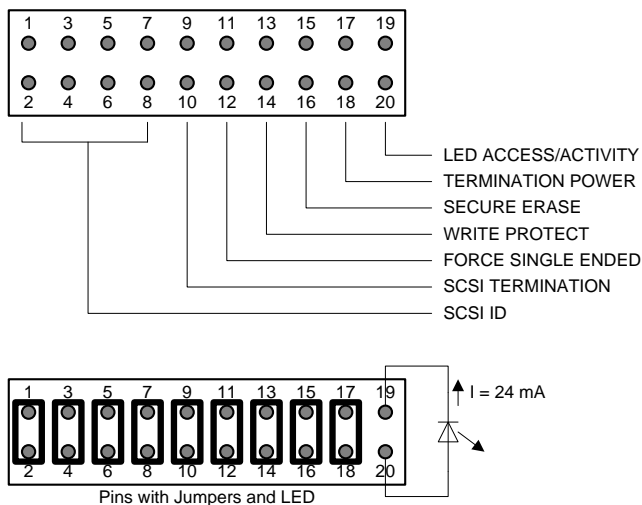 1 3 5 7 9 11 13 15 17 19
2 4 6 8 10 12 14 16 18 20
LED ACCESS/ACTIVITY
TERMINATION POWER
SECURE ERASE
WRITE PROTECT
FORCE SINGLE ENDED
SCSI TERMINATION
SCSI ID
1 3 5 7 9 11 13 15 17 19
I = 24 mA
2 4 6 8 10 12 14 16 18 20
Pins with Jumpers and LED